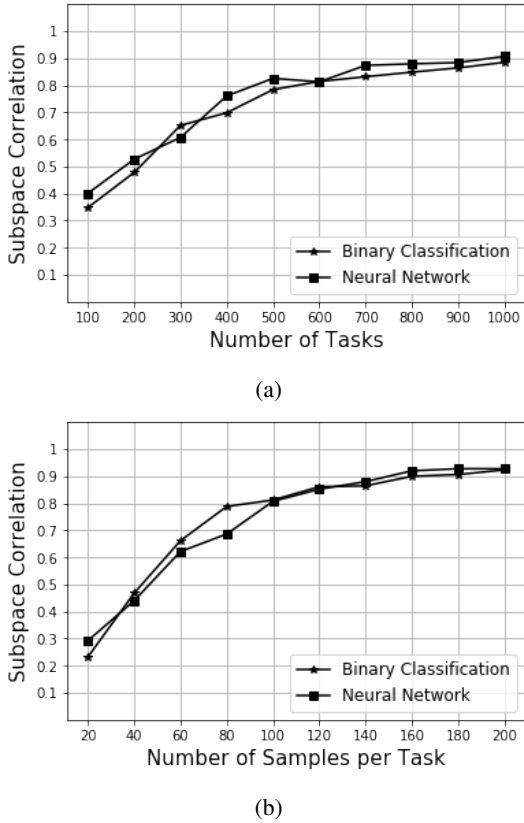 1
0.9
0.8
0.7
0.6
0.5
0.4
0.3
0.2
0.1
Subspace Correlation
Binary Classification
Neural Network
100 200 300 400 500 600 700 800 900 1000
Number of Tasks
(a)
1
0.9
0.8
0.7
0.6
0.5
0.4
0.3
0.2
0.1
Subspace Correlation
Binary Classification
Neural Network
20 40 60 80 100 120 140 160 180 200
Number of Samples per Task
(b)